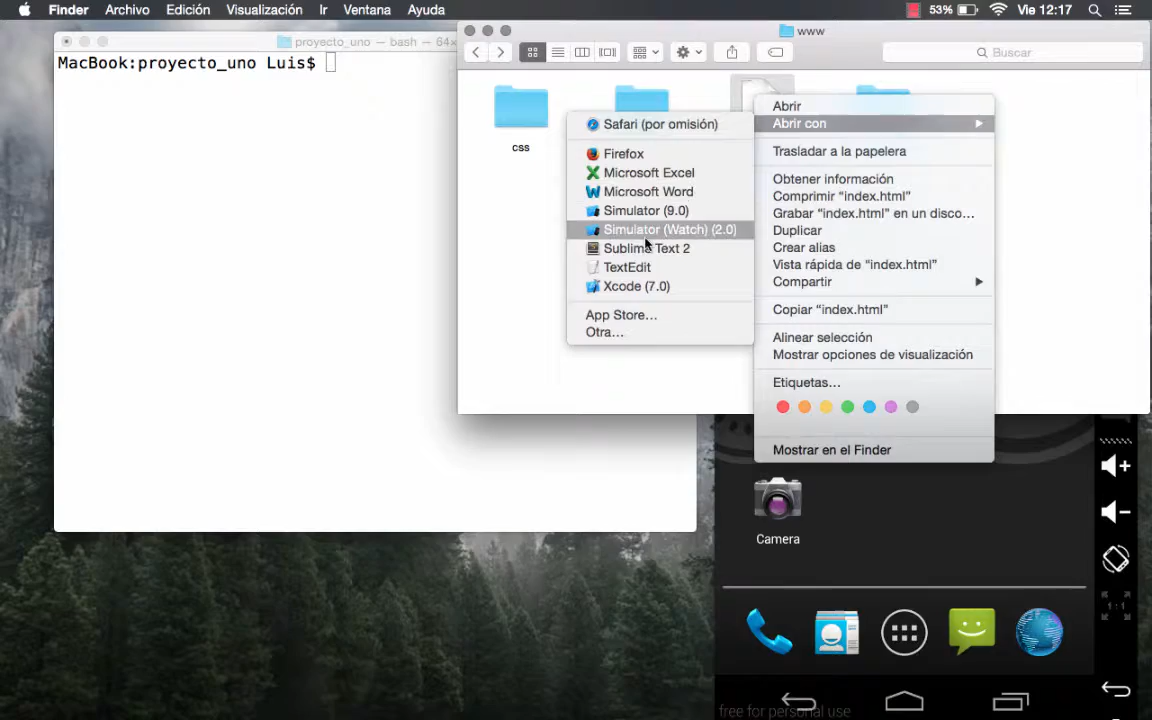 Finder Archivo Edición Visualización Ir Ventana Ayuda 53% Vie 12:17
proyecto_uno — bash — 64×
MacBook:proyecto_uno Luis$
www
Buscar
css
Abrir
Abrir con
Trasladar a la papelera
Obtener información
Comprimir “index.html”
Grabar “index.html” en un disco…
Duplicar
Crear alias
Vista rápida de “index.html”
Compartir
Copiar “index.html”
Alinear selección
Mostrar opciones de visualización
Etiquetas…
Mostrar en el Finder
Safari (por omisión)
Firefox
Microsoft Excel
Microsoft Word
Simulator (9.0)
Simulator (Watch) (2.0)
Sublime Text 2
TextEdit
Xcode (7.0)
App Store…
Otra…
Camera
1:1
free for personal use